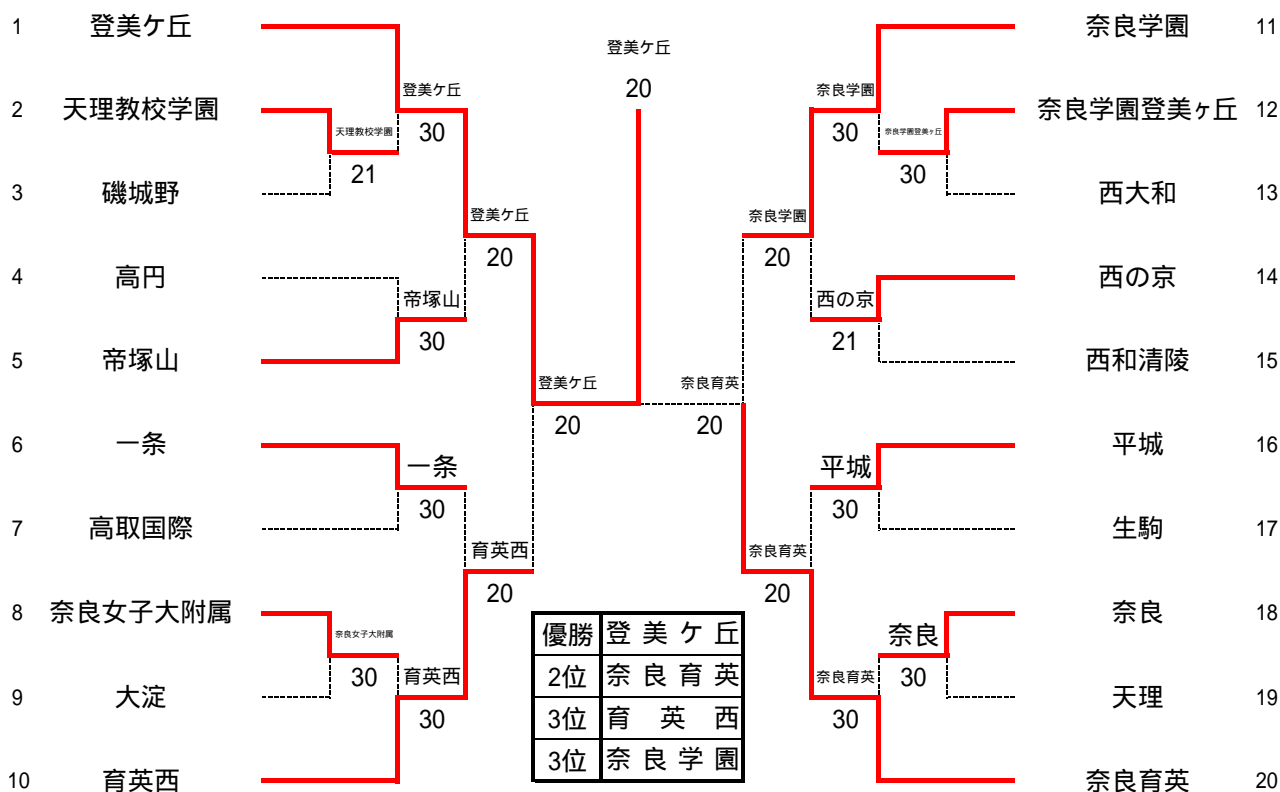 1 登美ケ丘
2 天理教校学園
3 磯城野
4 高円
5 帝塚山
6 一条
7 高取国際
8 奈良女子大附属
9 大淀
10 育英西
天理教校学園
21
奈良女子大附属
30
登美ケ丘
30
帝塚山
30
一条
30
育英西
30
登美ケ丘
20
育英西
20
登美ケ丘
20
登美ケ丘
20
奈良育英
20
奈良学園
20
奈良育英
20
奈良学園
30
西の京
21
平城
30
奈良育英
30
奈良学園登美ヶ丘
30
奈良
30
奈良学園 11
奈良学園登美ヶ丘 12
西大和 13
西の京 14
西和清陵 15
平城 16
生駒 17
奈良 18
天理 19
奈良育英 20
優勝 登美ケ丘
2位 奈良育英
3位 育英西
3位 奈良学園